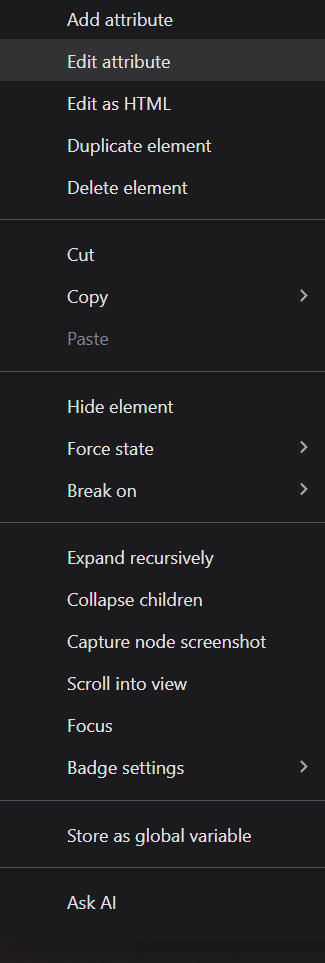 Add attribute
Edit attribute
Edit as HTML
Duplicate element
Delete element
Cut
Copy
Paste
Hide element
Force state
Break on
Expand recursively
Collapse children
Capture node screenshot
Scroll into view
Focus
Badge settings
Store as global variable
Ask AI